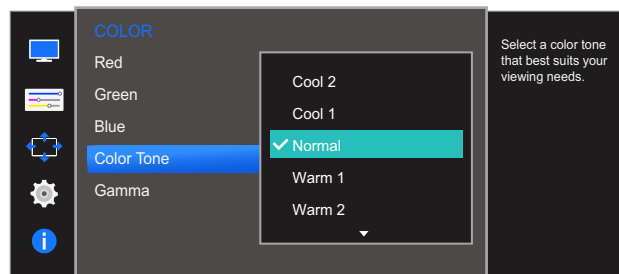 COLOR
Red
Green
Blue
Color Tone
Gamma
Cool 2
Cool 1
Normal
Warm 1
Warm 2
Select a color tone
that best suits your
viewing needs.
i